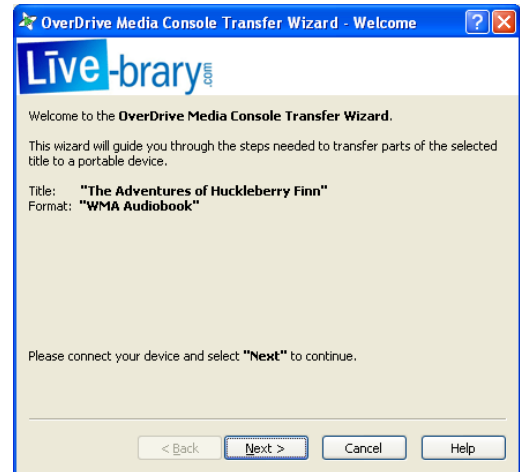 OverDrive Media Console Transfer Wizard - Welcome
Līve-brary.com
Welcome to the OverDrive Media Console Transfer Wizard.
This wizard will guide you through the steps needed to transfer parts of the selected
title to a portable device.
Title: "The Adventures of Huckleberry Finn"
Format: "WMA Audiobook"
Please connect your device and select "Next" to continue.
< Back Next > Cancel Help